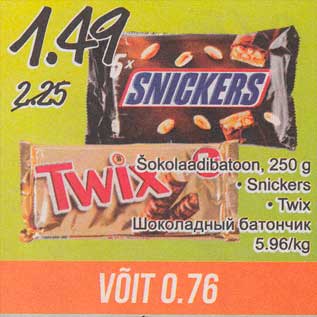 1.49
2.25
5x
SNICKERS
Twix
Šokolaadibatoon, 250 g
• Snickers
• Twix
Шоколадный батончик
5.96/kg
VÕIT 0.76